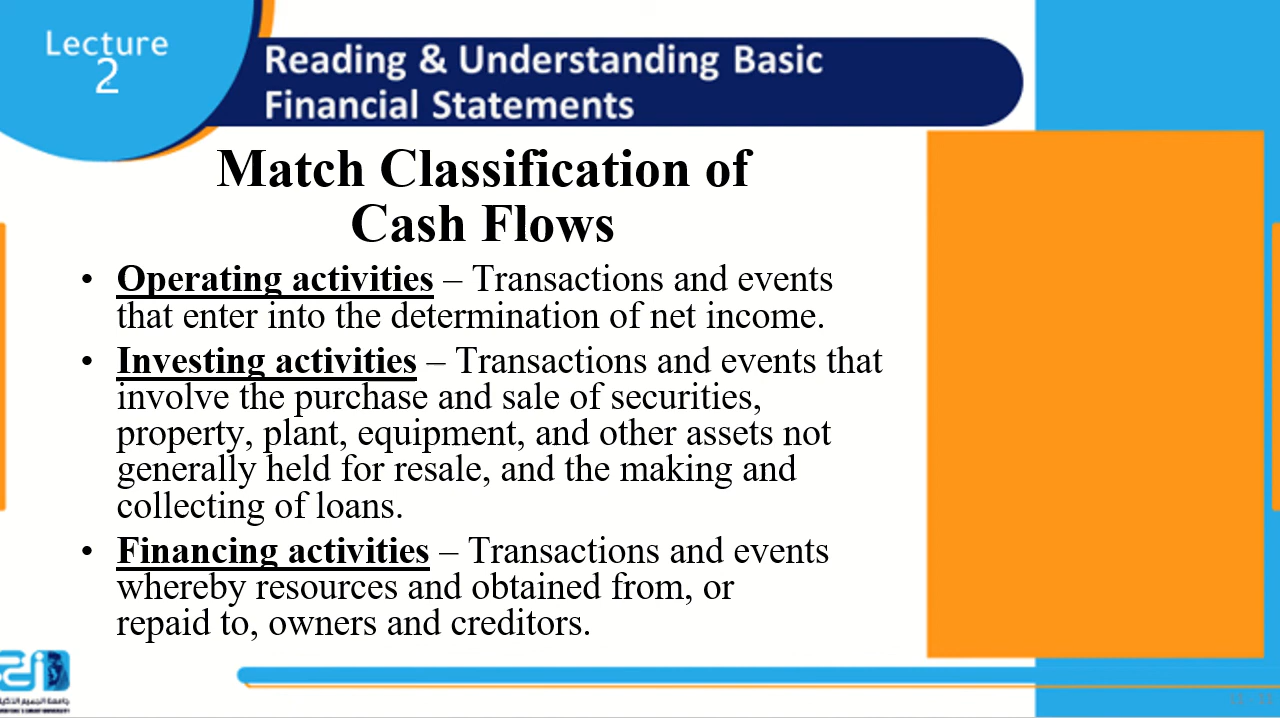 Lecture
2
Reading & Understanding Basic
Financial Statements
Match Classification of
Cash Flows
• Operating activities – Transactions and events
that enter into the determination of net income.
• Investing activities – Transactions and events that
involve the purchase and sale of securities,
property, plant, equipment, and other assets not
generally held for resale, and the making and
collecting of loans.
• Financing activities – Transactions and events
whereby resources and obtained from, or
repaid to, owners and creditors.